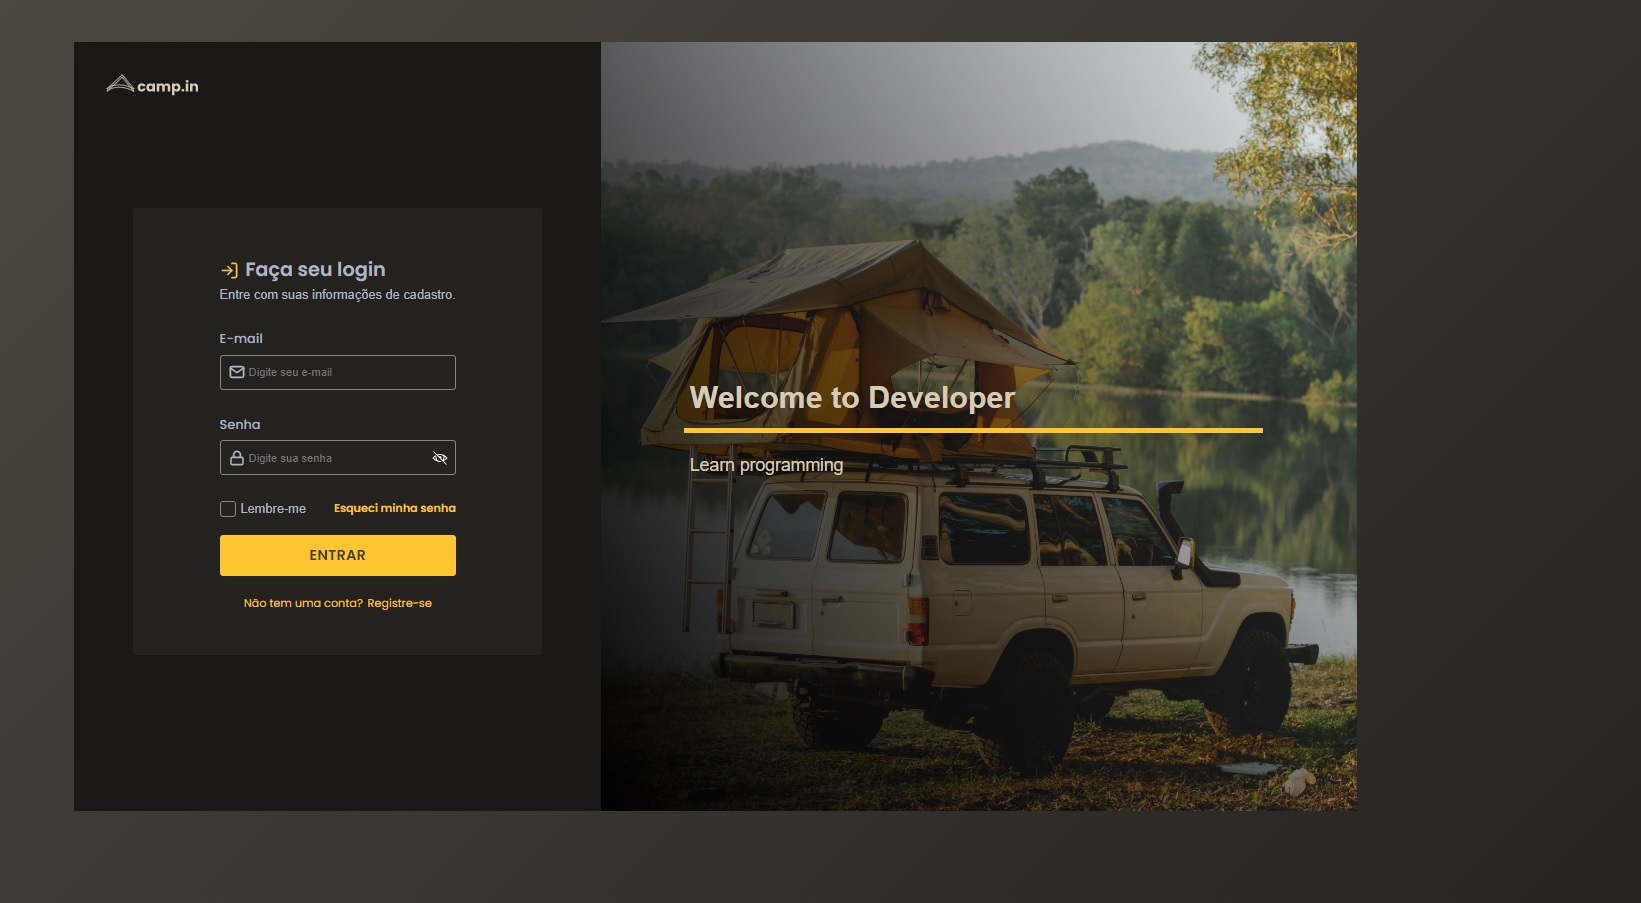 camp.in
Faça seu login
Entre com suas informações de cadastro.
E-mail
Digite seu e-mail
Senha
Digite sua senha
Lembre-me
Esqueci minha senha
ENTRAR
Não tem uma conta? Registre-se
Welcome to Developer
Learn programming